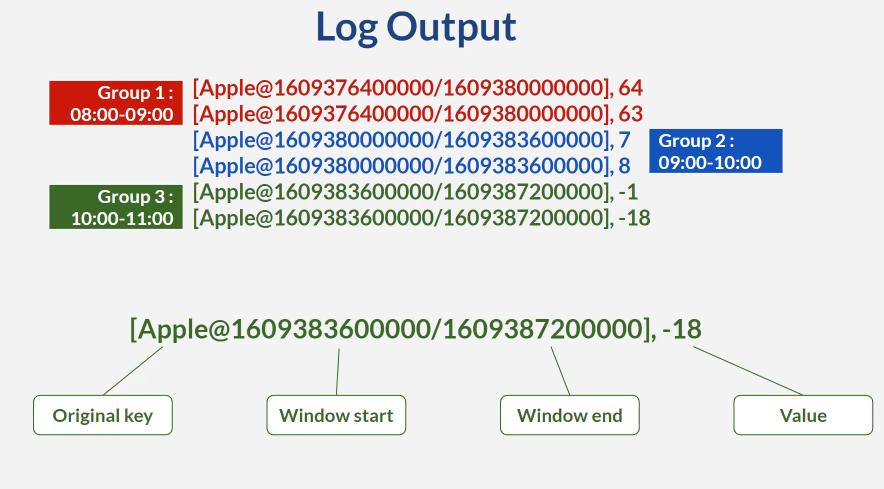 Log Output
Group 1 :
08:00-09:00
[Apple@1609376400000/1609380000000], 64
[Apple@1609376400000/1609380000000], 63
[Apple@1609380000000/1609383600000], 7
[Apple@1609380000000/1609383600000], 8
Group 2 :
09:00-10:00
Group 3 :
10:00-11:00
[Apple@1609383600000/1609387200000], -1
[Apple@1609383600000/1609387200000], -18
[Apple@1609383600000/1609387200000], -18
Original key
Window start
Window end
Value